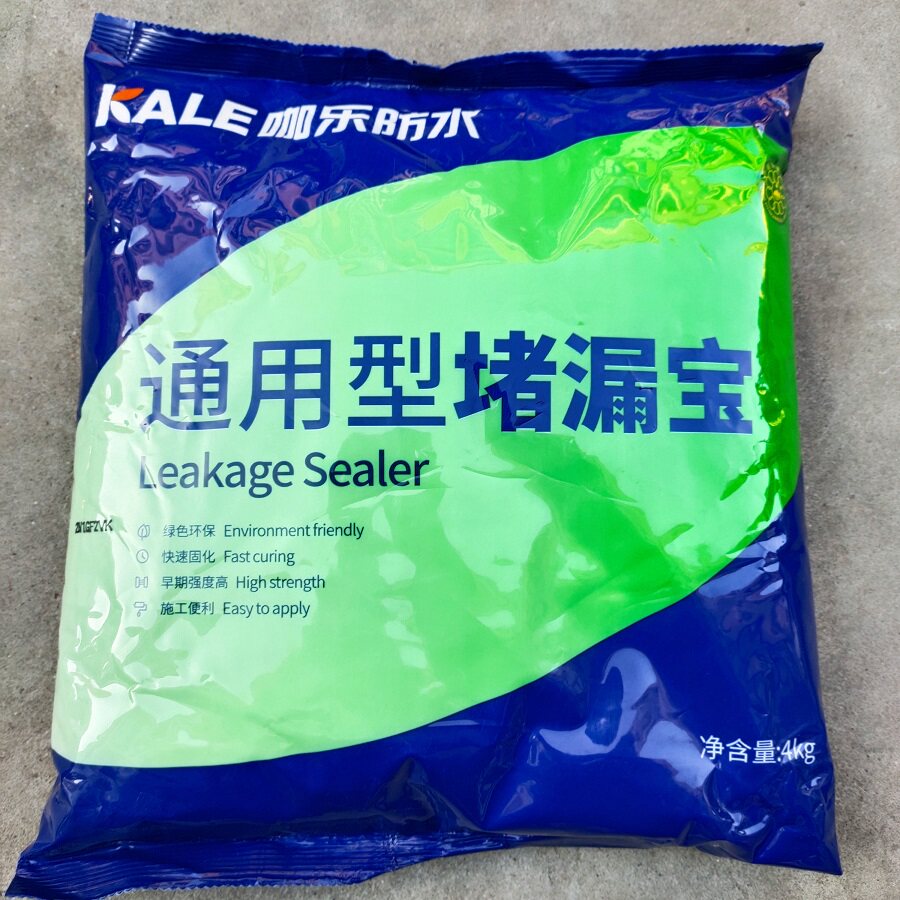 KALE 咖乐防水
通用型堵漏宝
Leakage Sealer
绿色环保 Environment friendly
快速固化 Fast curing
早期强度高 High strength
施工便利 Easy to apply
净含量:4kg